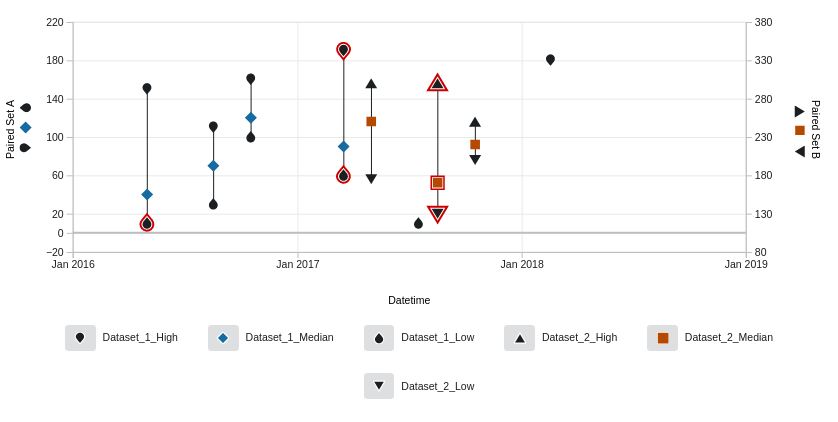 220
180
140
100
60
20
0
−20
380
330
280
230
180
130
80
Paired Set A
Paired Set B
Jan 2016
Jan 2017
Jan 2018
Jan 2019
Datetime
Dataset_1_High
Dataset_1_Median
Dataset_1_Low
Dataset_2_High
Dataset_2_Median
Dataset_2_Low